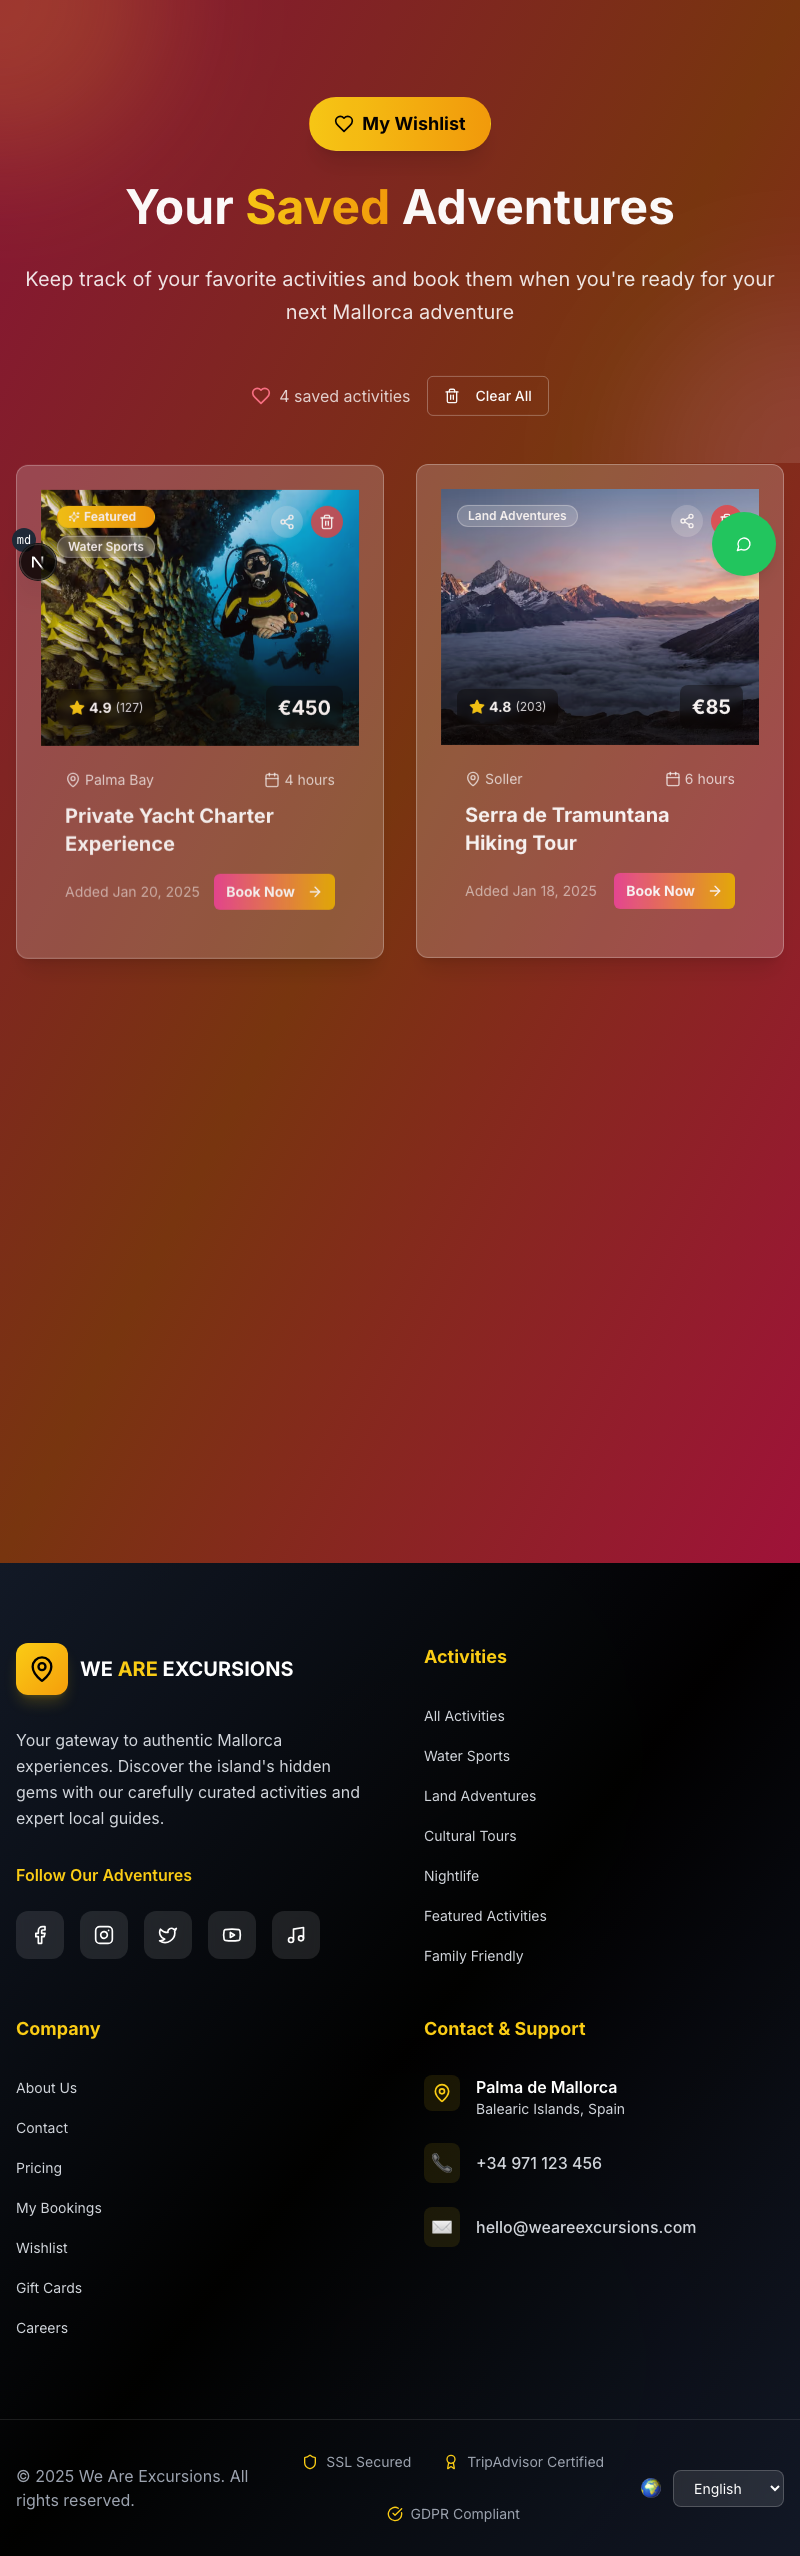 My Wishlist
Your Saved Adventures
Keep track of your favorite activities and book them when you're ready for your
next Mallorca adventure
4 saved activities
Clear All
Featured
Water Sports
md
N
4.9 (127)
€450
Palma Bay
4 hours
Private Yacht Charter
Experience
Added Jan 20, 2025
Book Now
Land Adventures
4.8 (203)
€85
Soller
6 hours
Serra de Tramuntana
Hiking Tour
Added Jan 18, 2025
Book Now
WE ARE EXCURSIONS
Your gateway to authentic Mallorca
experiences. Discover the island's hidden
gems with our carefully curated activities and
expert local guides.
Follow Our Adventures
Activities
All Activities
Water Sports
Land Adventures
Cultural Tours
Nightlife
Featured Activities
Family Friendly
Company
About Us
Contact
Pricing
My Bookings
Wishlist
Gift Cards
Careers
Contact & Support
Palma de Mallorca
Balearic Islands, Spain
+34 971 123 456
hello@weareexcursions.com
© 2025 We Are Excursions. All
rights reserved.
SSL Secured
TripAdvisor Certified
GDPR Compliant
English